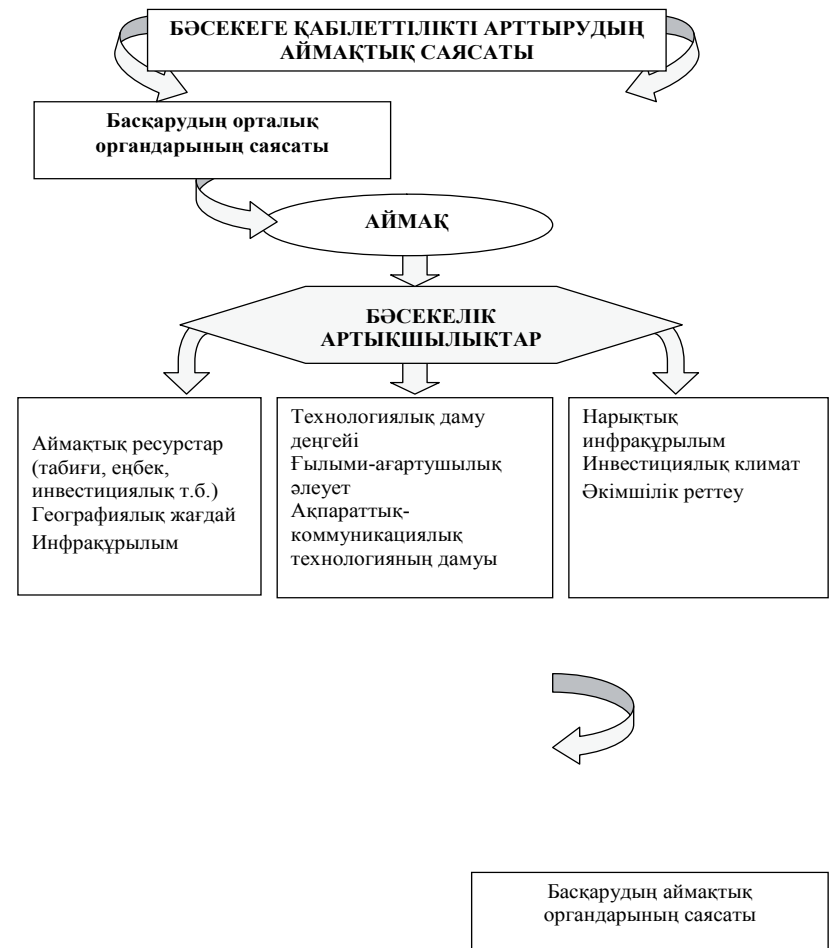 БӘСЕКЕГЕ ҚАБІЛЕТТІЛІКТІ АРТТЫРУДЫҢ
АЙМАҚТЫҚ САЯСАТЫ
Басқарудың орталық
органдарының саясаты
АЙМАҚ
БӘСЕКЕЛІК
АРТЫҚШЫЛЫҚТАР
Аймақтық ресурстар
(табиғи, еңбек,
инвестициялық т.б.)
Географиялық жағдай
Инфрақұрылым
Технологиялық даму
деңгейі
Ғылыми-ағартушылық
әлеует
Ақпараттық-
коммуникациялық
технологияның дамуы
Нарықтық
инфрақұрылым
Инвестициялық климат
Әкімшілік реттеу
Басқарудың аймақтық
органдарының саясаты